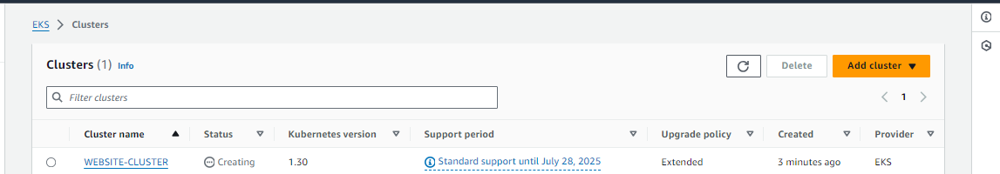 EKS > Clusters
Clusters (1) Info
Delete
Add cluster
Filter clusters
1
Cluster name Status Kubernetes version Support period Upgrade policy Created Provider
WEBSITE-CLUSTER Creating 1.30 Standard support until July 28, 2025 Extended 3 minutes ago EKS